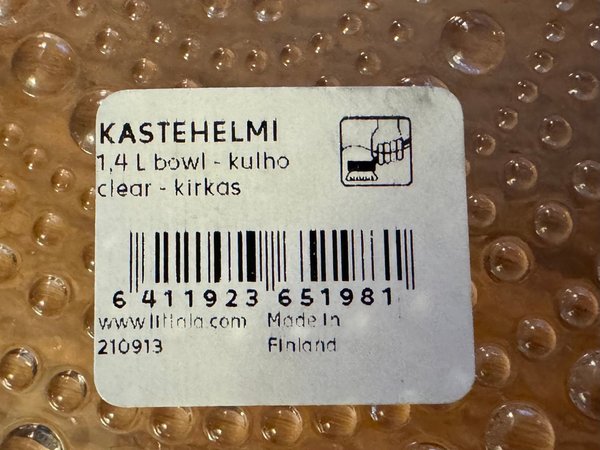 KASTEHELMI
1,4 L bowl - kulho
clear - kirkas
6 411923 651981
www.iittala.com Made in
210913 Finland